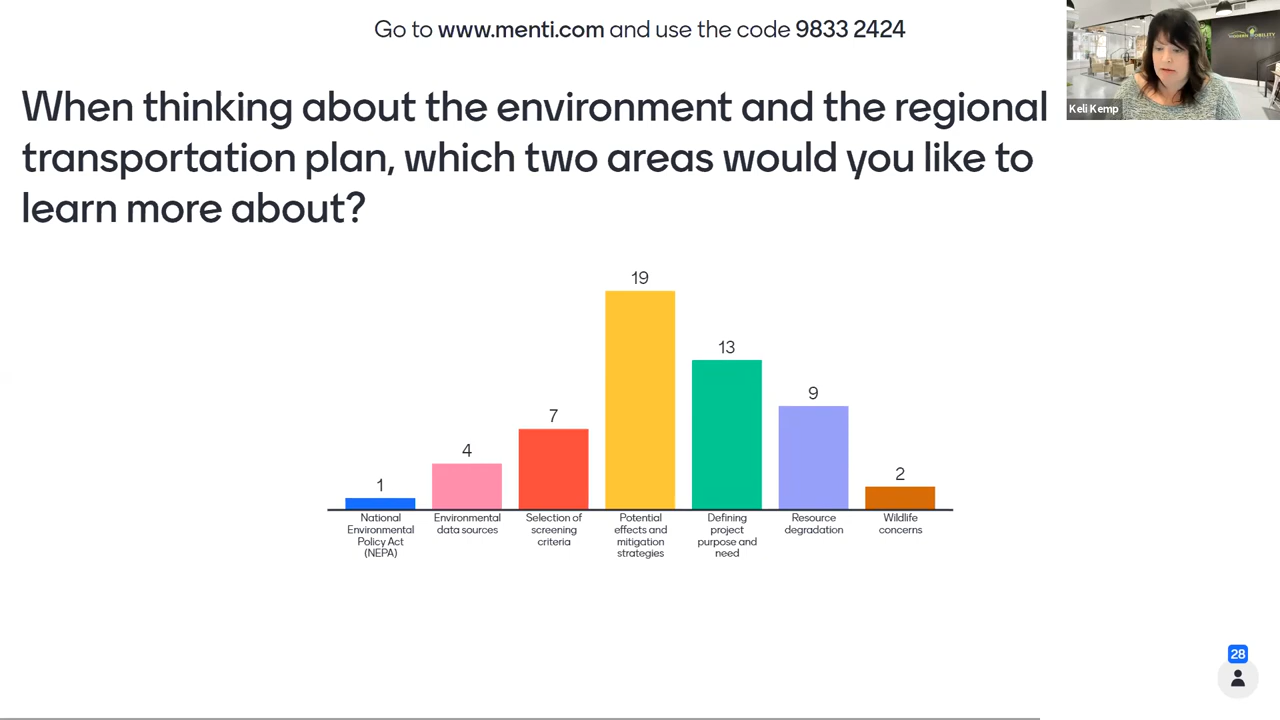 Go to www.menti.com and use the code 9833 2424
MODERN MOBILITY
Keli Kemp
When thinking about the environment and the regional
transportation plan, which two areas would you like to
learn more about?
19
13
9
7
4
2
1
National
Environmental
Policy Act
(NEPA)
Environmental
data sources
Selection of
screening
criteria
Potential
effects and
mitigation
strategies
Defining
project
purpose and
need
Resource
degradation
Wildlife
concerns
28